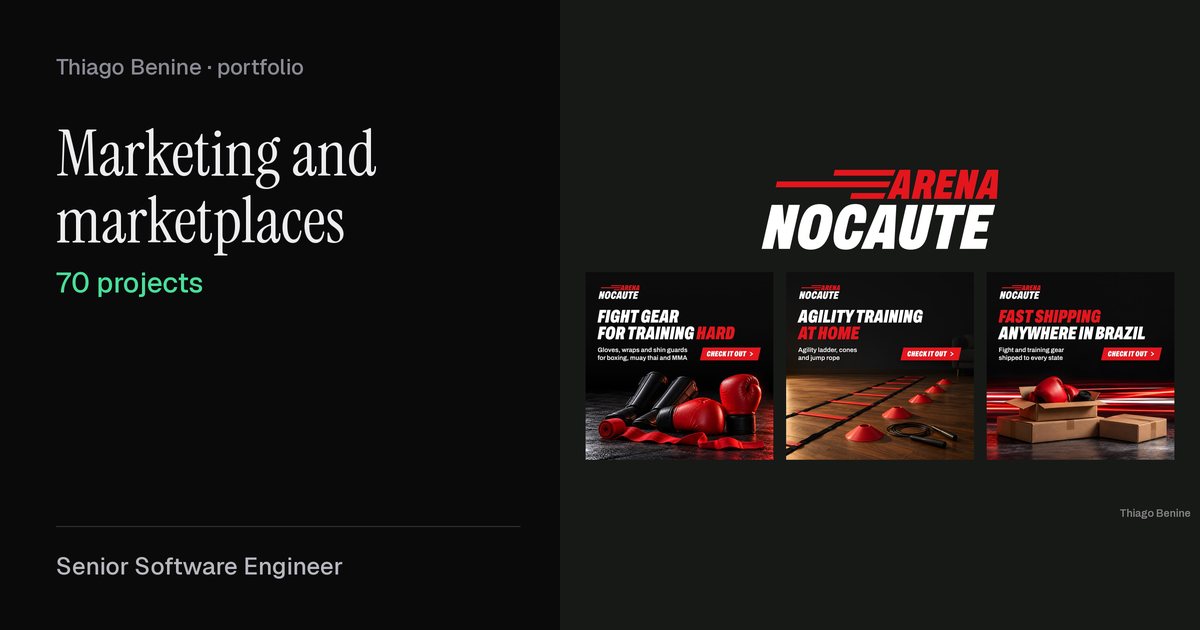 Thiago Benine · portfolio
Marketing and
marketplaces
70 projects
Senior Software Engineer
ARENA
NOCAUTE
ARENA
NOCAUTE
FIGHT GEAR
FOR TRAINING HARD
Gloves, wraps and shin guards
for boxing, muay thai and MMA
CHECK IT OUT >
ARENA
NOCAUTE
AGILITY TRAINING
AT HOME
Agility ladder, cones
and jump rope
CHECK IT OUT >
ARENA
NOCAUTE
FAST SHIPPING
ANYWHERE IN BRAZIL
Fight and training gear
shipped to every state
CHECK IT OUT >
Thiago Benine